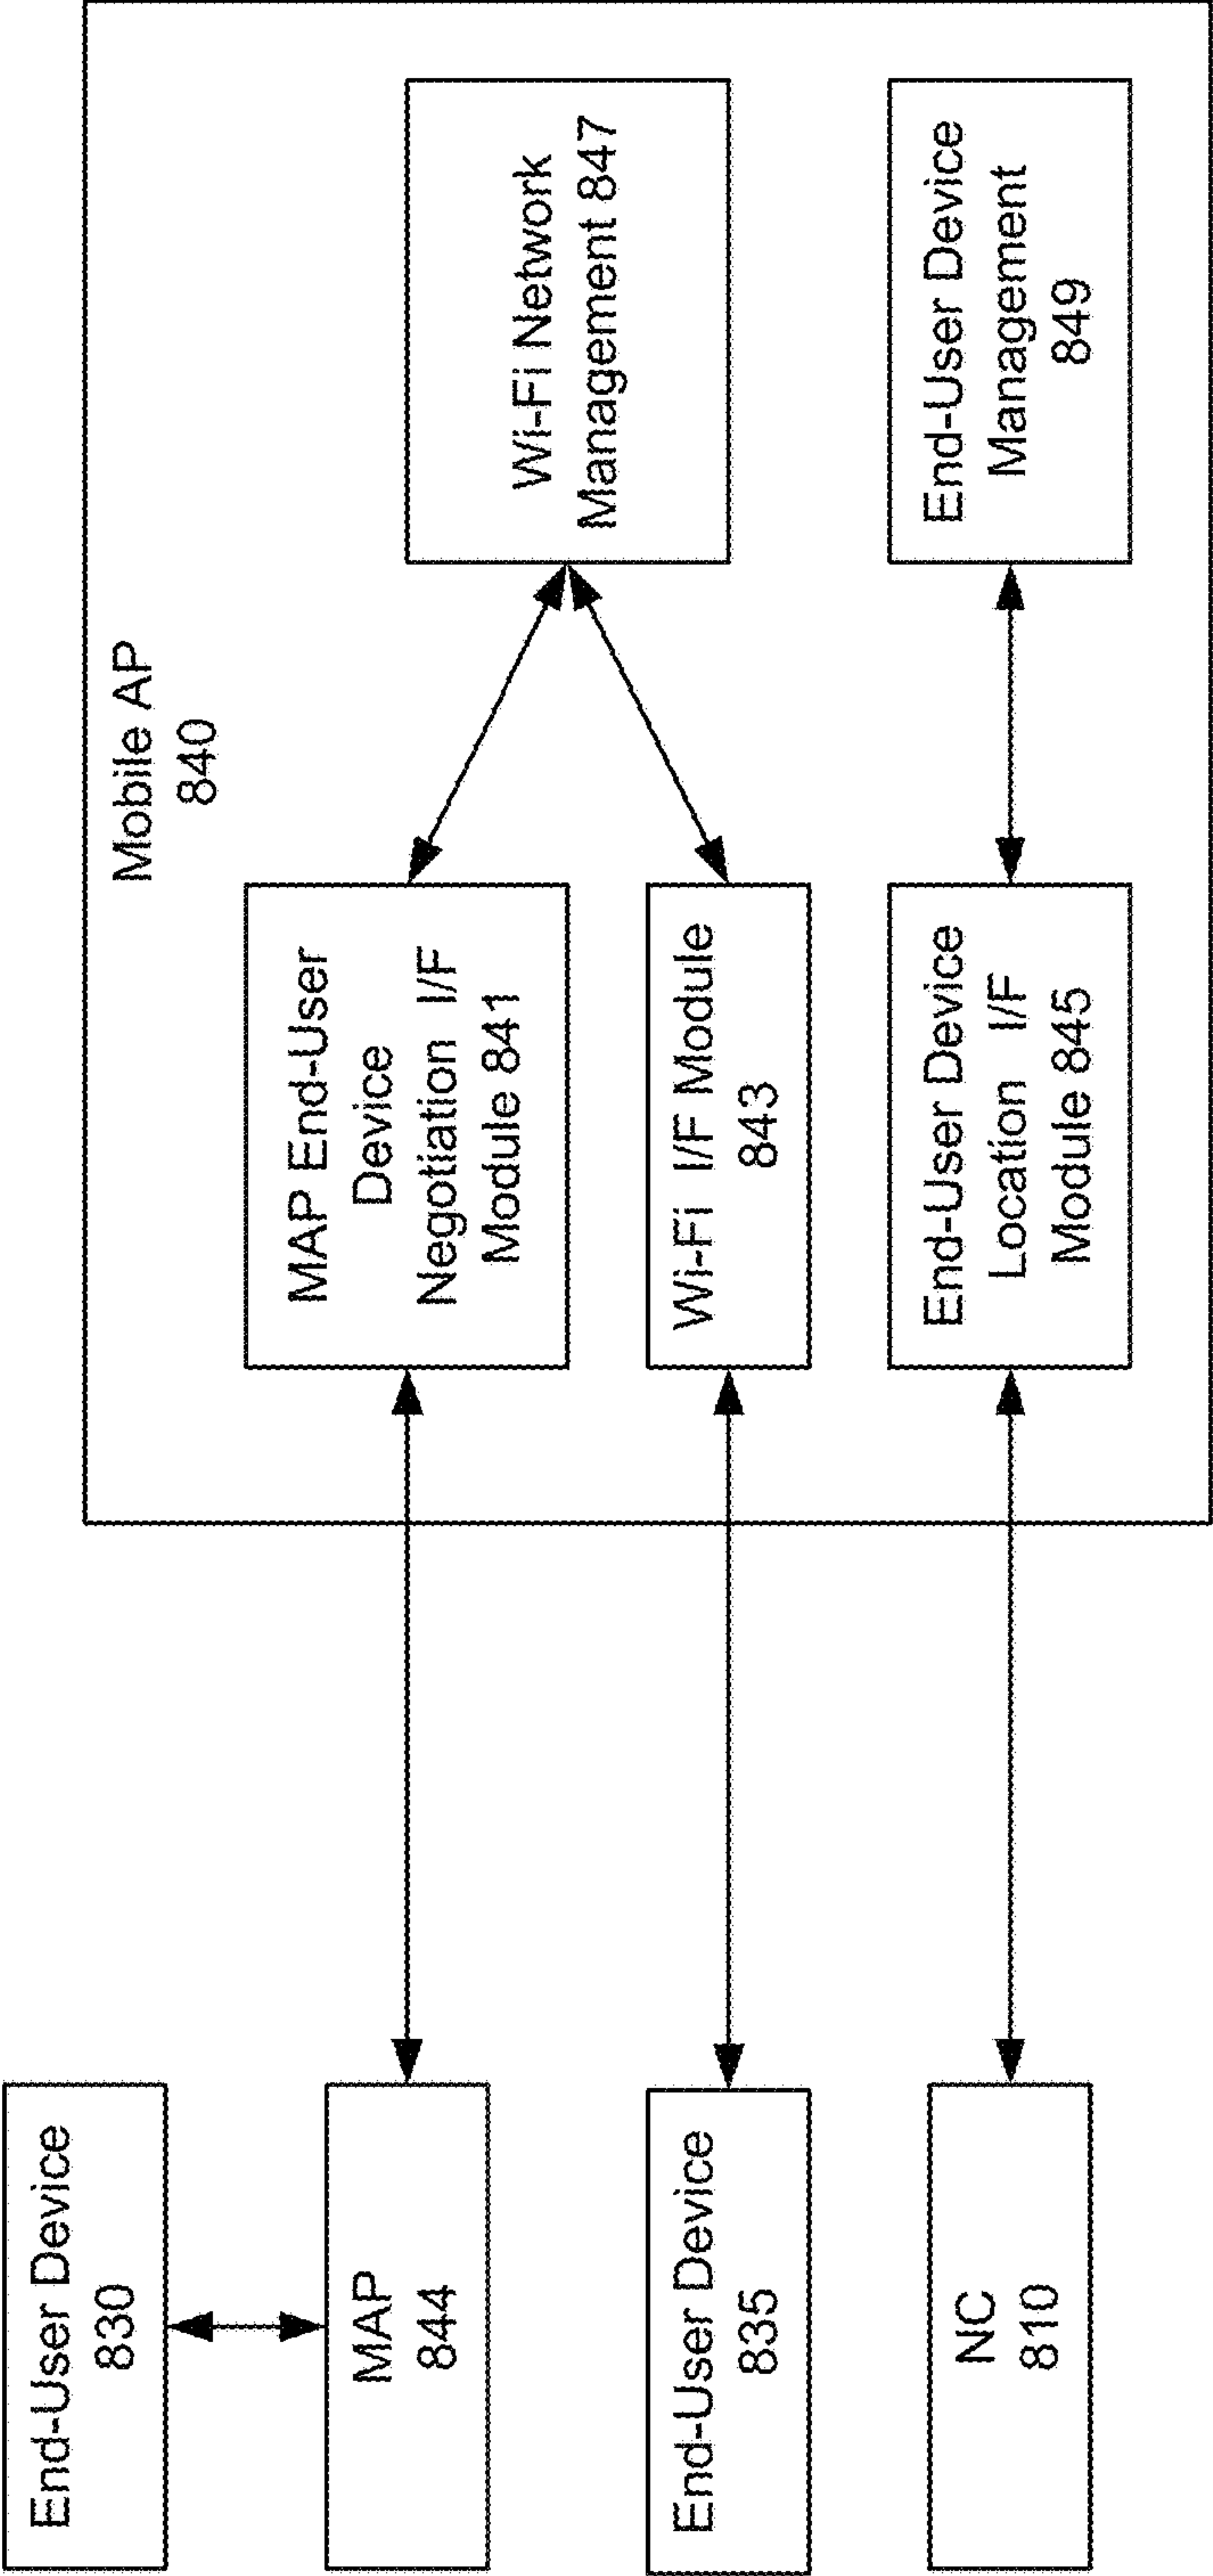 End-User Device
830
MAP
844
End-User Device
835
NC
810
Mobile AP
840
MAP End-User
Device
Negotiation I/F
Module 841
Wi-Fi I/F Module
843
End-User Device
Location I/F
Module 845
Wi-Fi Network
Management 847
End-User Device
Management
849